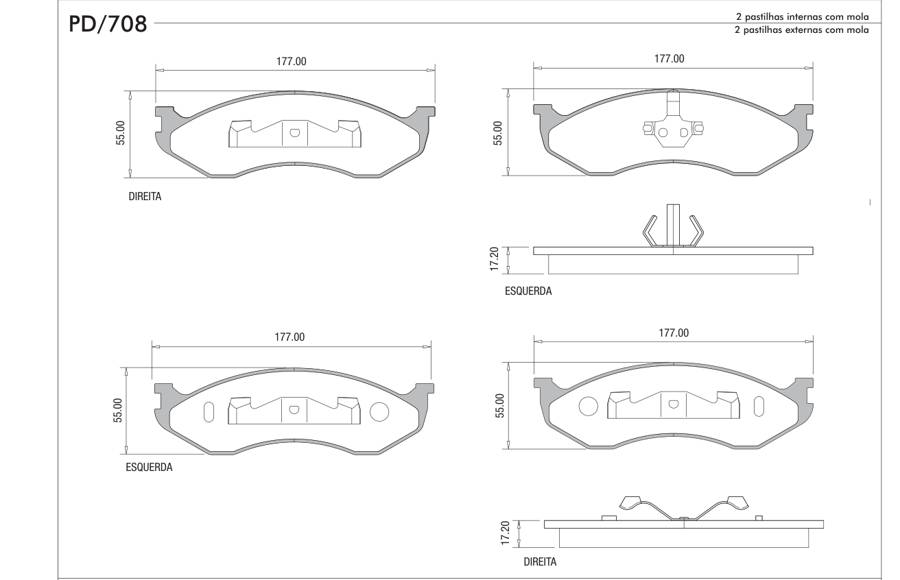 PD/708
2 pastilhas internas com mola
2 pastilhas externas com mola
177.00
55.00
DIREITA
177.00
55.00
17.20
ESQUERDA
177.00
55.00
ESQUERDA
177.00
55.00
17.20
DIREITA